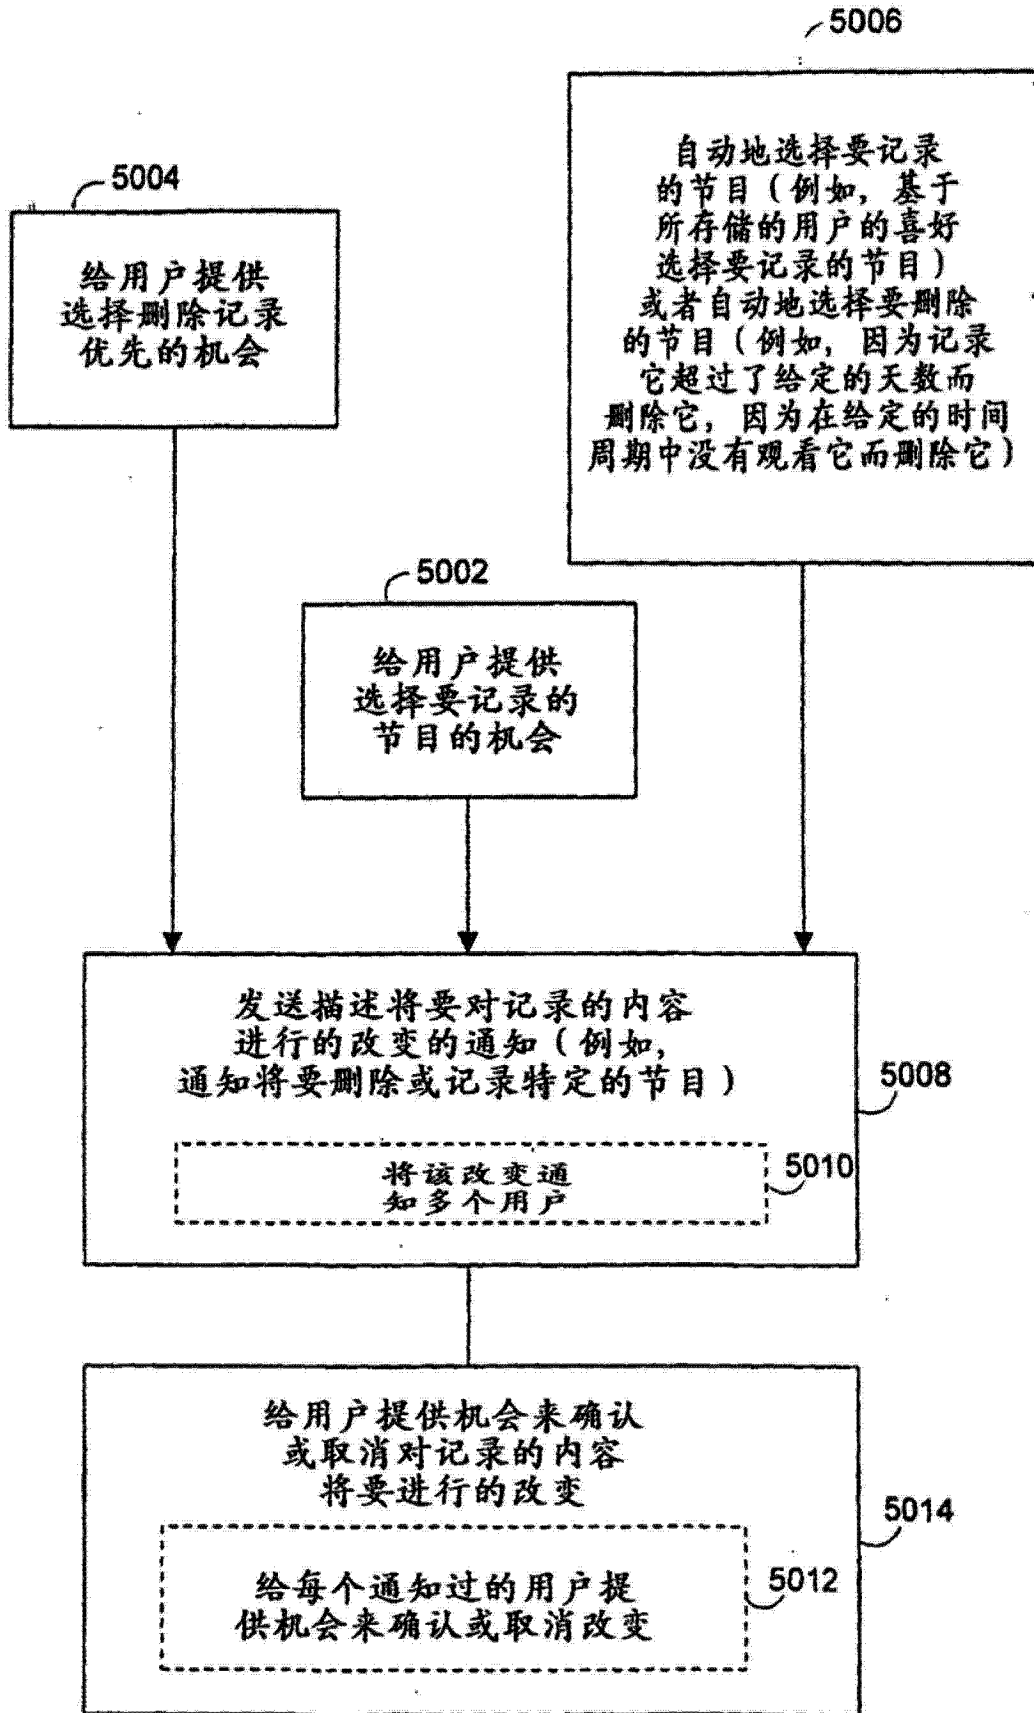 5006
自动地选择要记录
的节目（例如，基于
所存储的用户的喜好
选择要记录的节目）
或者自动地选择要删除
的节目（例如，因为记录
它超过了给定的天数而
删除它，因为在给定的时间
周期中没有观看它而删除它）
5004
给用户提供
选择删除记录
优先的机会
5002
给用户提供
选择要记录的
节目的机会
发送描述将要对记录的内容
进行的改变的通知（例如，
通知将要删除或记录特定的节目）
5008
将该改变通
知多个用户
5010
给用户提供机会来确认
或取消对记录的内容
将要进行的改变
5014
给每个通知过的用户提
供机会来确认或取消改变
5012